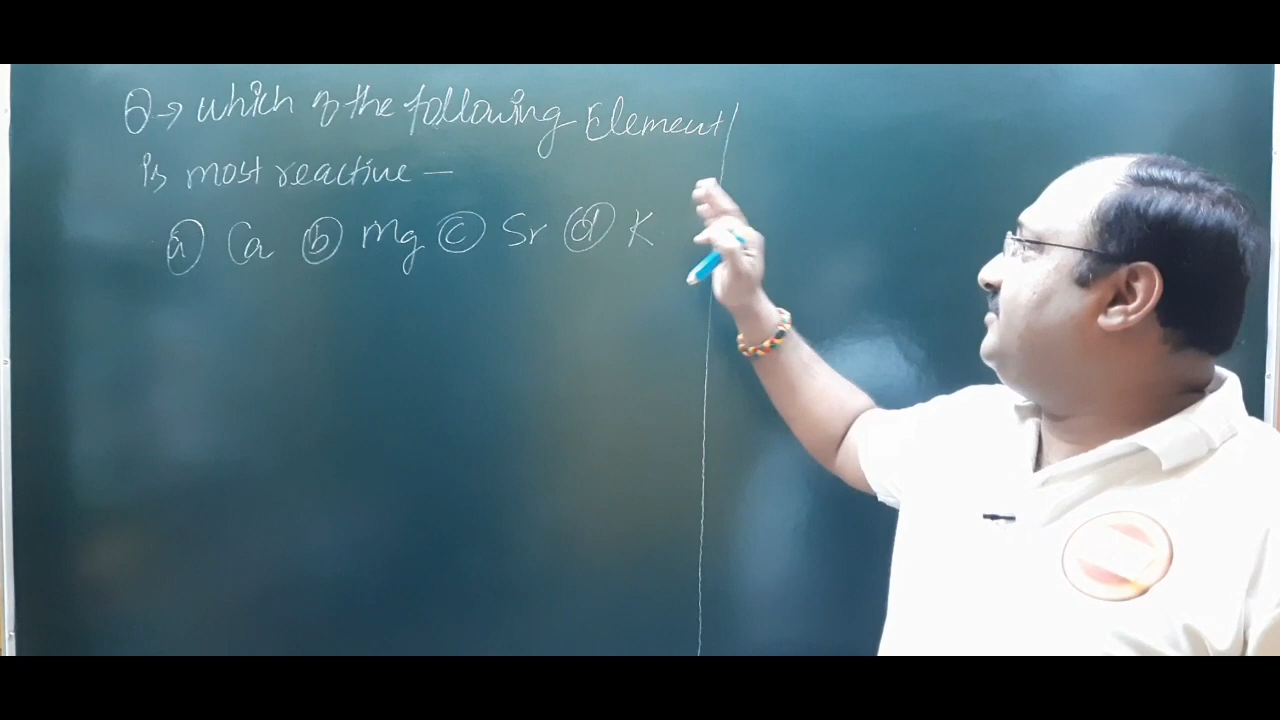 Q→ which of the following Element
is most reactive –
(a) Ca (b) Mg (c) Sr (d) K